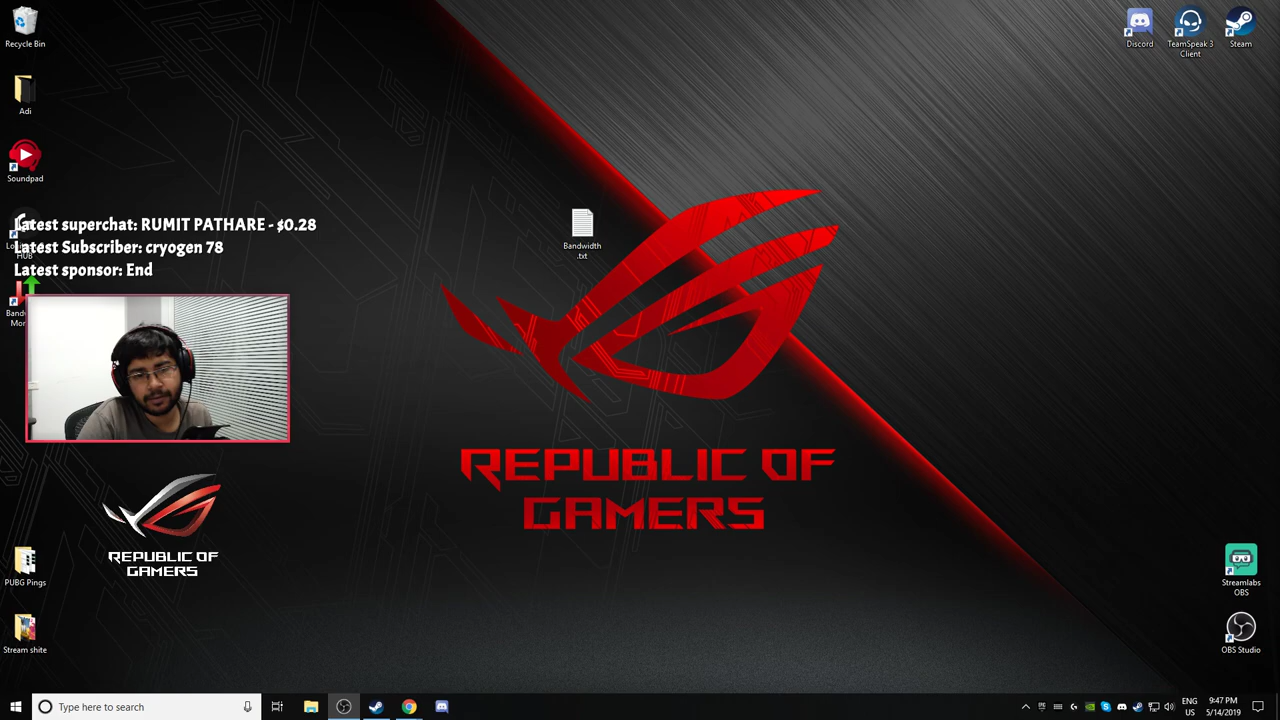 Recycle Bin
Adi
Soundpad
Latest superchat: RUMIT PATHARE - $0.28
Latest Subscriber: cryogen 78
HUB
Latest sponsor: End
REPUBLIC OF
GAMERS
PUBG Pings
Stream shite
Bandwidth
.txt
REPUBLIC OF
GAMERS
Discord
TeamSpeak 3
Client
Steam
Streamlabs
OBS
OBS Studio
Type here to search
ENG
US
9:47 PM
5/14/2019